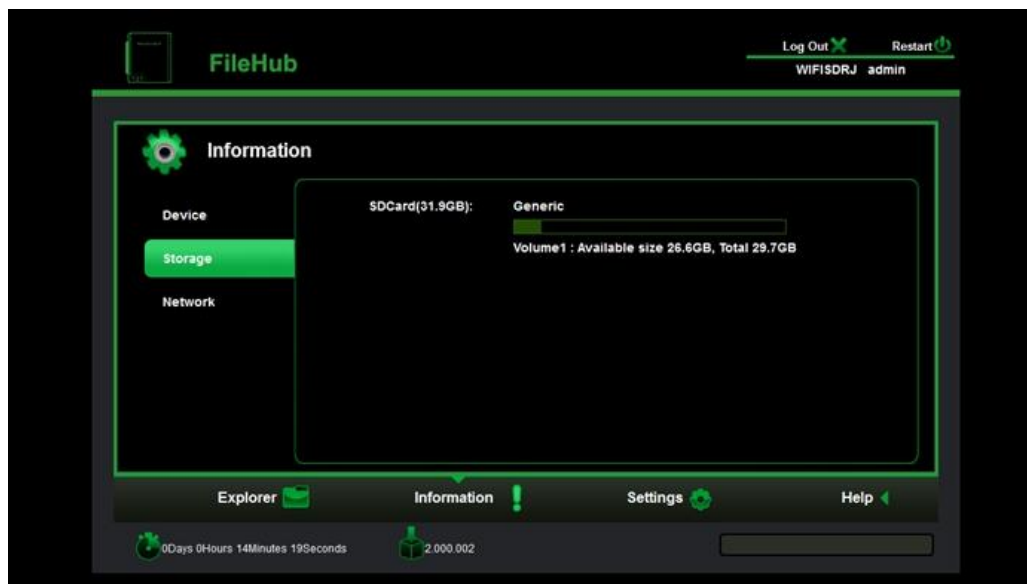 FileHub
Log Out Restart
WIFISDRJ admin
Information
Device
Storage
Network
SDCard(31.9GB): Generic
Volume1 : Available size 26.6GB, Total 29.7GB
Explorer Information Settings Help
0Days 0Hours 14Minutes 19Seconds 2.000.002